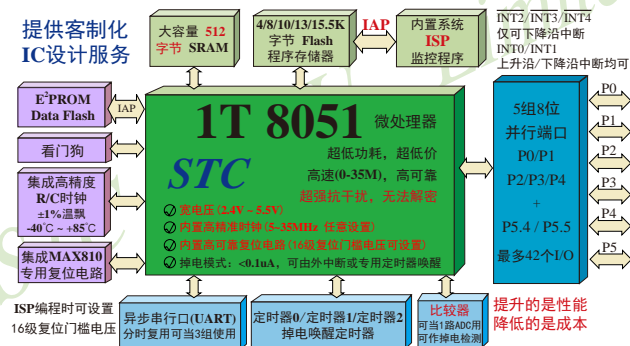 提供客制化
IC设计服务
大容量 512
字节 SRAM
4/8/10/13/15.5K
字节 Flash
程序存储器
IAP
内置系统
ISP
监控程序
INT2/INT3/INT4
仅可下降沿中断
INT0/INT1
上升沿/下降沿中断均可
E²PROM
Data Flash
IAP
看门狗
集成高精度
R/C时钟
±1%温飘
-40℃ ~ +85℃
集成MAX810
专用复位电路
ISP编程时可设置
16级复位门槛电压
1T 8051 微处理器
STC
超低功耗，超低价
高速(0-35M)，高可靠
超强抗干扰，无法解密
宽电压(2.4V ~ 5.5V)
内置高精准时钟(5~35MHz 任意设置)
内置高可靠复位电路(16级复位门槛电压可设置)
掉电模式：<0.1uA，可由外中断或专用定时器唤醒
5组8位
并行端口
P0/P1
P2/P3/P4
+
P5.4 / P5.5
最多42个I/O
P0
P1
P2
P3
P4
P5
异步串行口(UART)
分时复用可当3组使用
定时器0/定时器1/定时器2
掉电唤醒定时器
比较器
可当1路ADC用
可作掉电检测
提升的是性能
降低的是成本